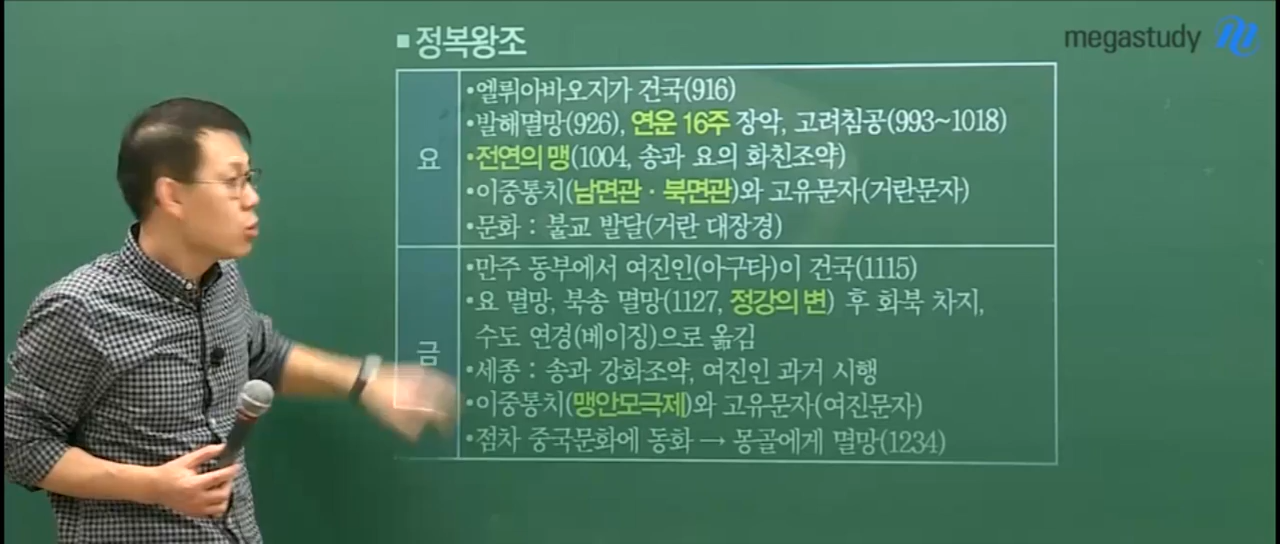 megastudy
▪정복왕조
요
•엘뤼아바오지가 건국(916)
•발해멸망(926), 연운 16주 장악, 고려침공(993~1018)
•전연의 맹(1004, 송과 요의 화친조약)
•이중통치(남면관·북면관)와 고유문자(거란문자)
•문화 : 불교 발달(거란 대장경)
금
•만주 동부에서 여진인(아구타)이 건국(1115)
•요 멸망, 북송 멸망(1127, 정강의 변) 후 화북 차지,
수도 연경(베이징)으로 옮김
•세종 : 송과 강화조약, 여진인 과거 시행
•이중통치(맹안모극제)와 고유문자(여진문자)
•점차 중국문화에 동화 → 몽골에게 멸망(1234)